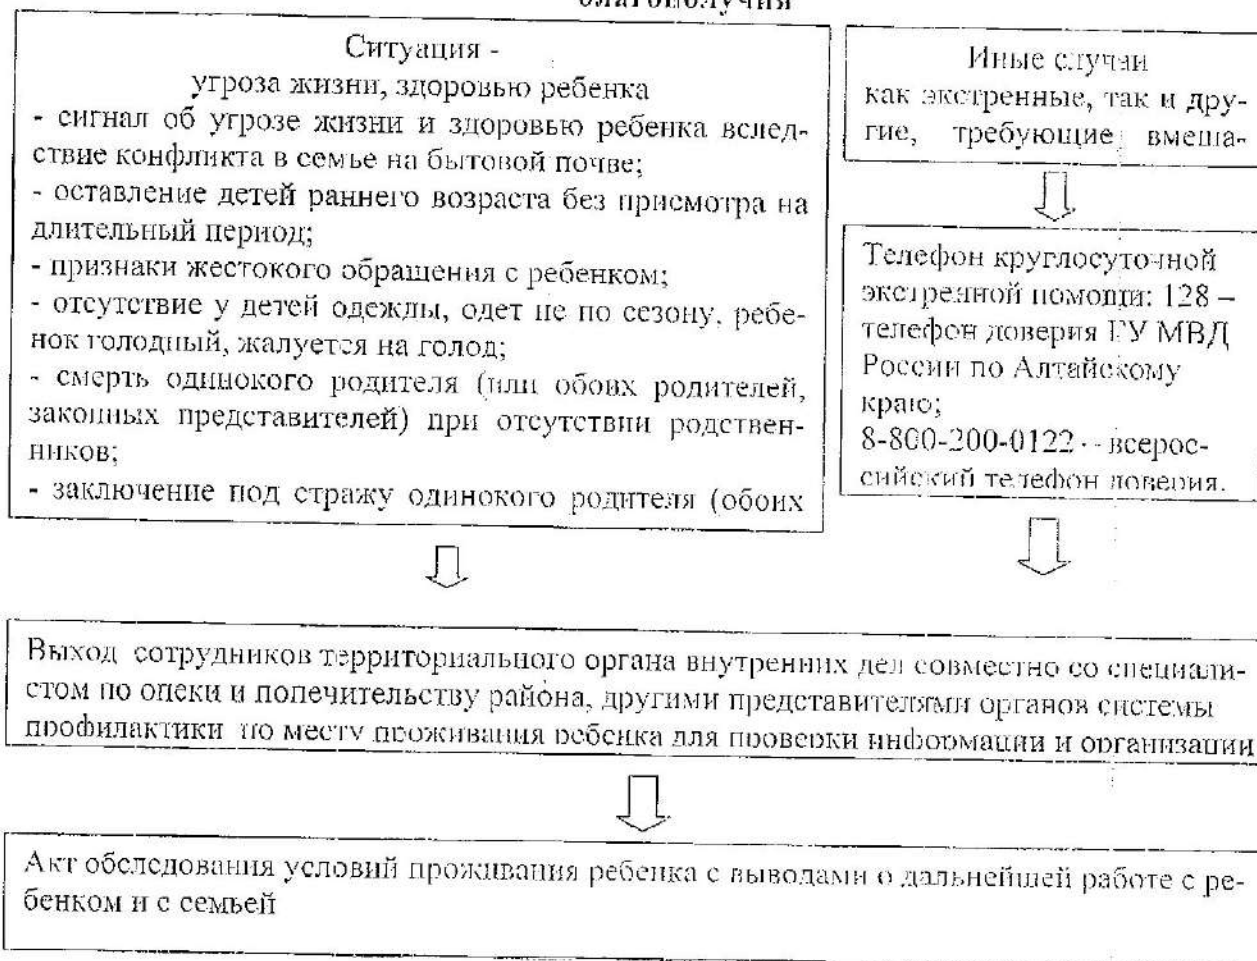 благополучия
Ситуация -
угроза жизни, здоровью ребенка
- сигнал об угрозе жизни и здоровью ребенка вслед-
ствие конфликта в семье на бытовой почве;
- оставление детей раннего возраста без присмотра на
длительный период;
- признаки жестокого обращения с ребенком;
- отсутствие у детей одежды, одет не по сезону, ребе-
нок голодный, жалуется на голод;
- смерть одинокого родителя (или обоих родителей,
законных представителей) при отсутствии родствен-
ников;
- заключение под стражу одинокого родителя (обоих
Иные случаи
как экстренные, так и дру-
гие, требующие вмеша-
Телефон круглосуточной
экстренной помощи: 128 –
телефон доверия ГУ МВД
России по Алтайскому
краю;
8-800-200-0122 - всерос-
сийский телефон доверия.
Выход сотрудников территориального органа внутренних дел совместно со специали-
стом по опеки и попечительству района, другими представителями органов системы
профилактики по месту проживания ребенка для проверки информации и организации
Акт обследования условий проживания ребенка с выводами о дальнейшей работе с ре-
бенком и с семьей